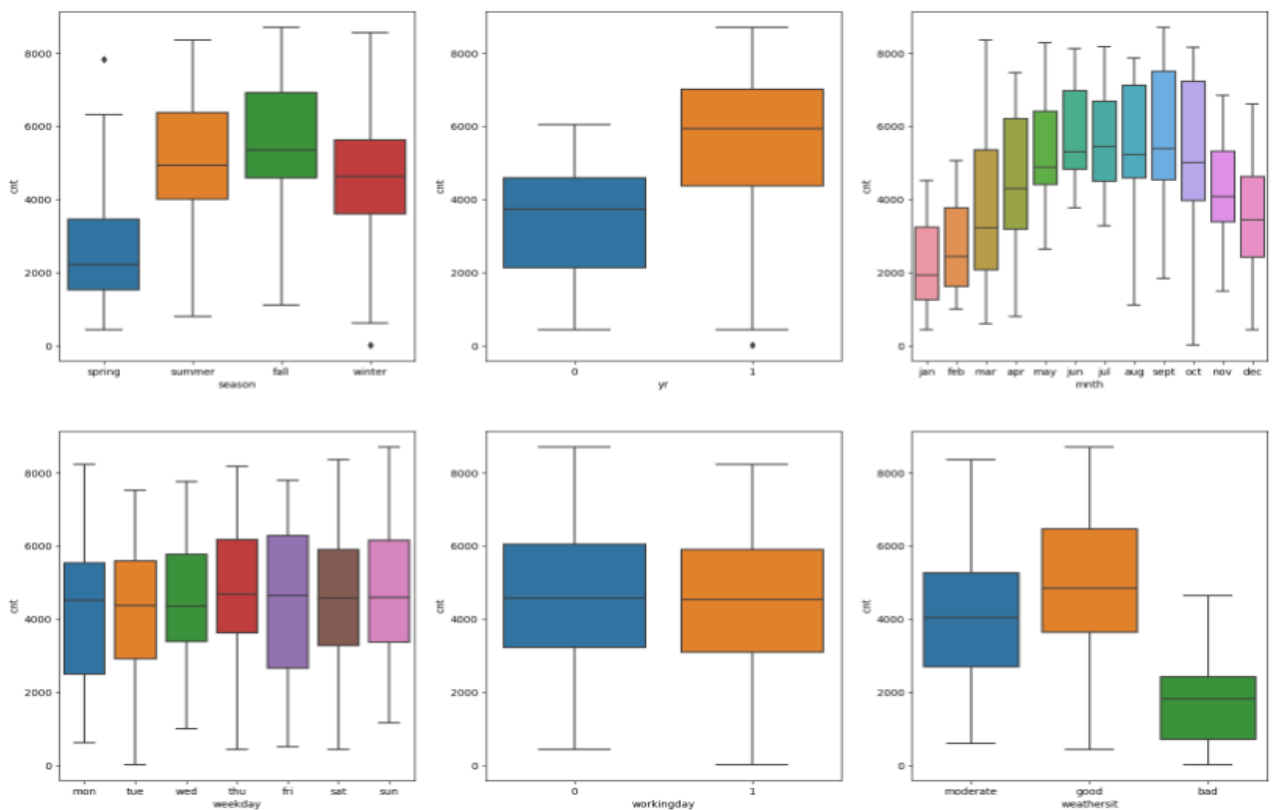 8000
6000
4000
2000
0
cnt
spring summer fall winter
season
8000
6000
4000
2000
0
cnt
0 1
yr
8000
6000
4000
2000
0
cnt
jan feb mar apr may jun jul aug sept oct nov dec
mnth
8000
6000
4000
2000
0
cnt
mon tue wed thu fri sat sun
weekday
8000
6000
4000
2000
0
cnt
0 1
workingday
8000
6000
4000
2000
0
cnt
moderate good bad
weathersit